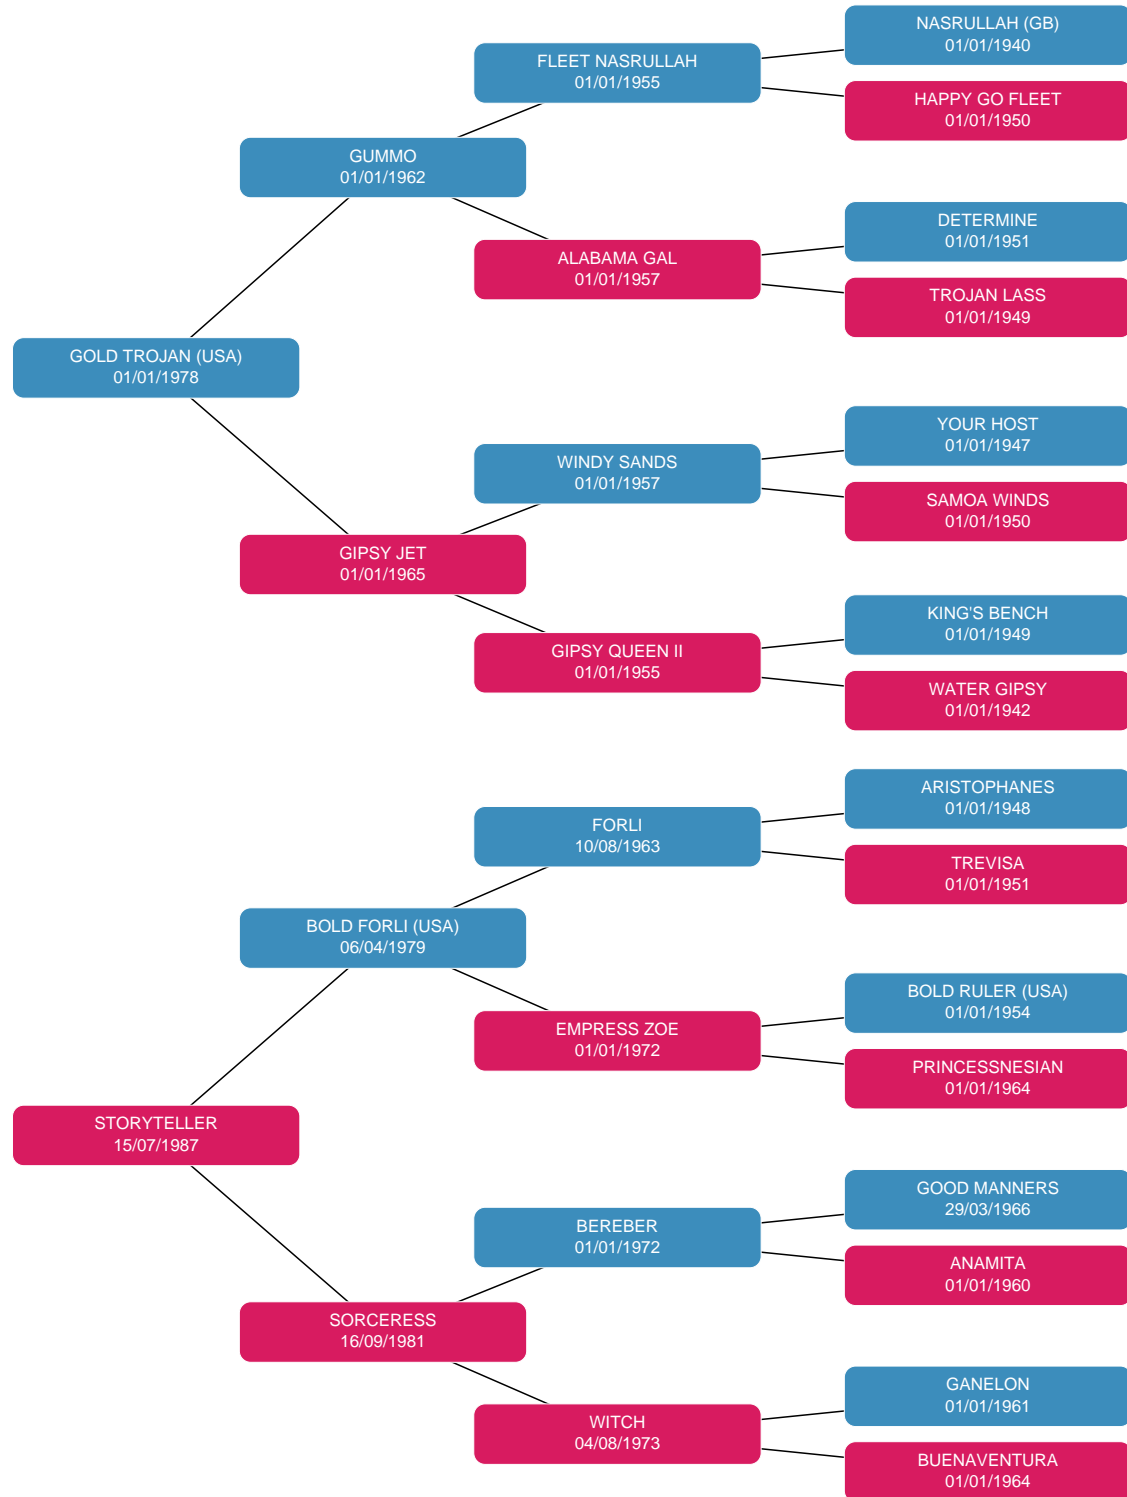 NASRULLAH (GB)
01/01/1940
FLEET NASRULLAH
01/01/1955
HAPPY GO FLEET
01/01/1950
GUMMO
01/01/1962
DETERMINE
01/01/1951
ALABAMA GAL
01/01/1957
TROJAN LASS
01/01/1949
GOLD TROJAN (USA)
01/01/1978
YOUR HOST
01/01/1947
WINDY SANDS
01/01/1957
SAMOA WINDS
01/01/1950
GIPSY JET
01/01/1965
KING'S BENCH
01/01/1949
GIPSY QUEEN II
01/01/1955
WATER GIPSY
01/01/1942
ARISTOPHANES
01/01/1948
FORLI
10/08/1963
TREVISA
01/01/1951
BOLD FORLI (USA)
06/04/1979
BOLD RULER (USA)
01/01/1954
EMPRESS ZOE
01/01/1972
PRINCESSNESIAN
01/01/1964
STORYTELLER
15/07/1987
GOOD MANNERS
29/03/1966
BEREBER
01/01/1972
ANAMITA
01/01/1960
SORCERESS
16/09/1981
GANELON
01/01/1961
WITCH
04/08/1973
BUENAVENTURA
01/01/1964